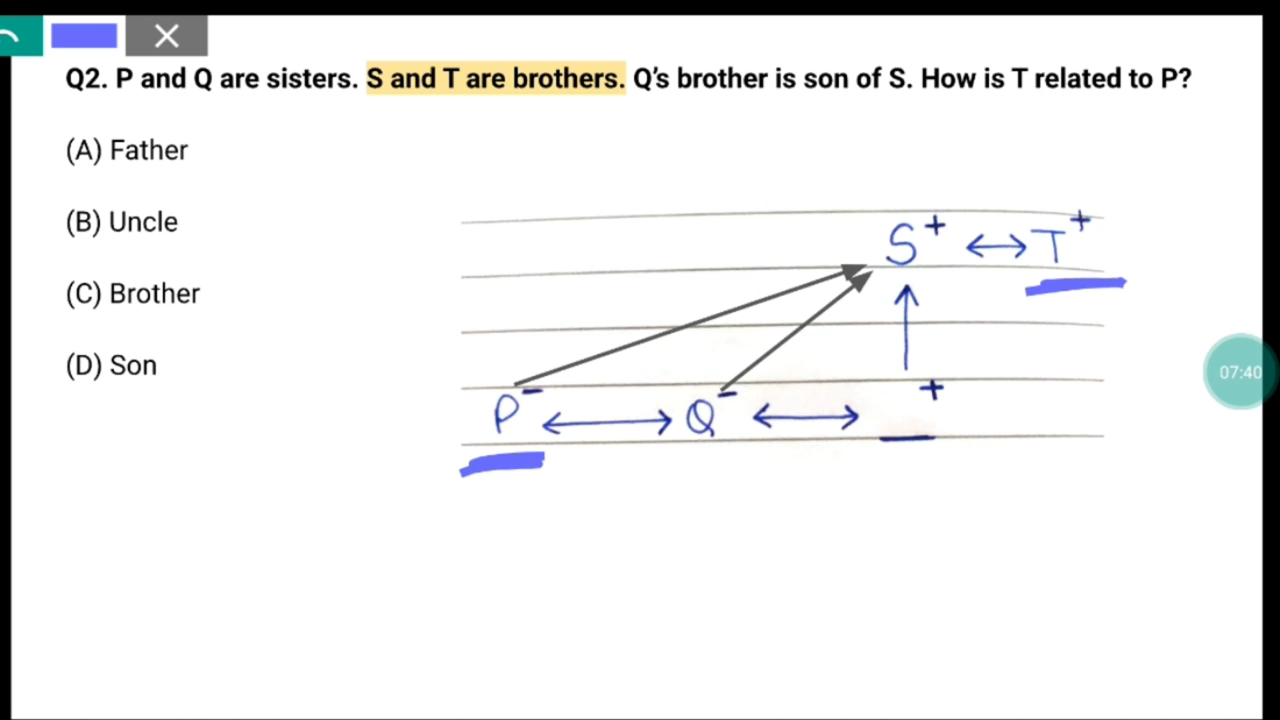 Q2. P and Q are sisters. S and T are brothers. Q’s brother is son of S. How is T related to P?
(A) Father
(B) Uncle
(C) Brother
(D) Son
S+ ↔ T+
P- ↔ Q- ↔ +
07:40